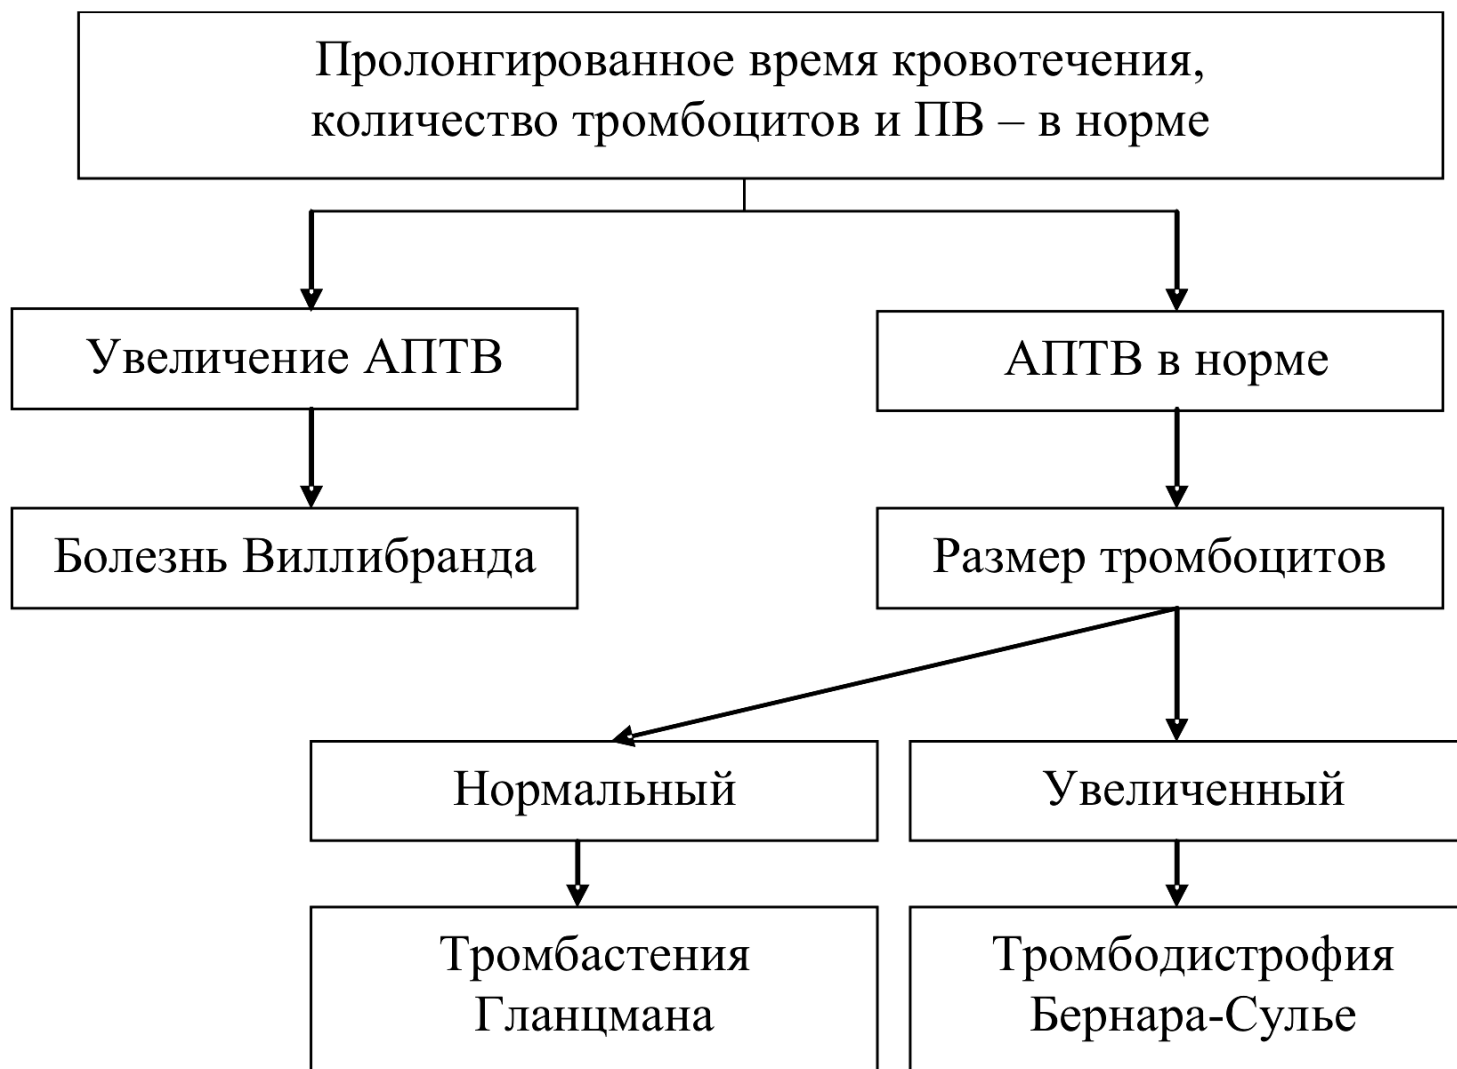 Пролонгированное время кровотечения,
количество тромбоцитов и ПВ – в норме
Увеличение АПТВ
АПТВ в норме
Болезнь Виллибранда
Размер тромбоцитов
Нормальный
Увеличенный
Тромбастения
Гланцмана
Тромбодистрофия
Бернара-Сулье